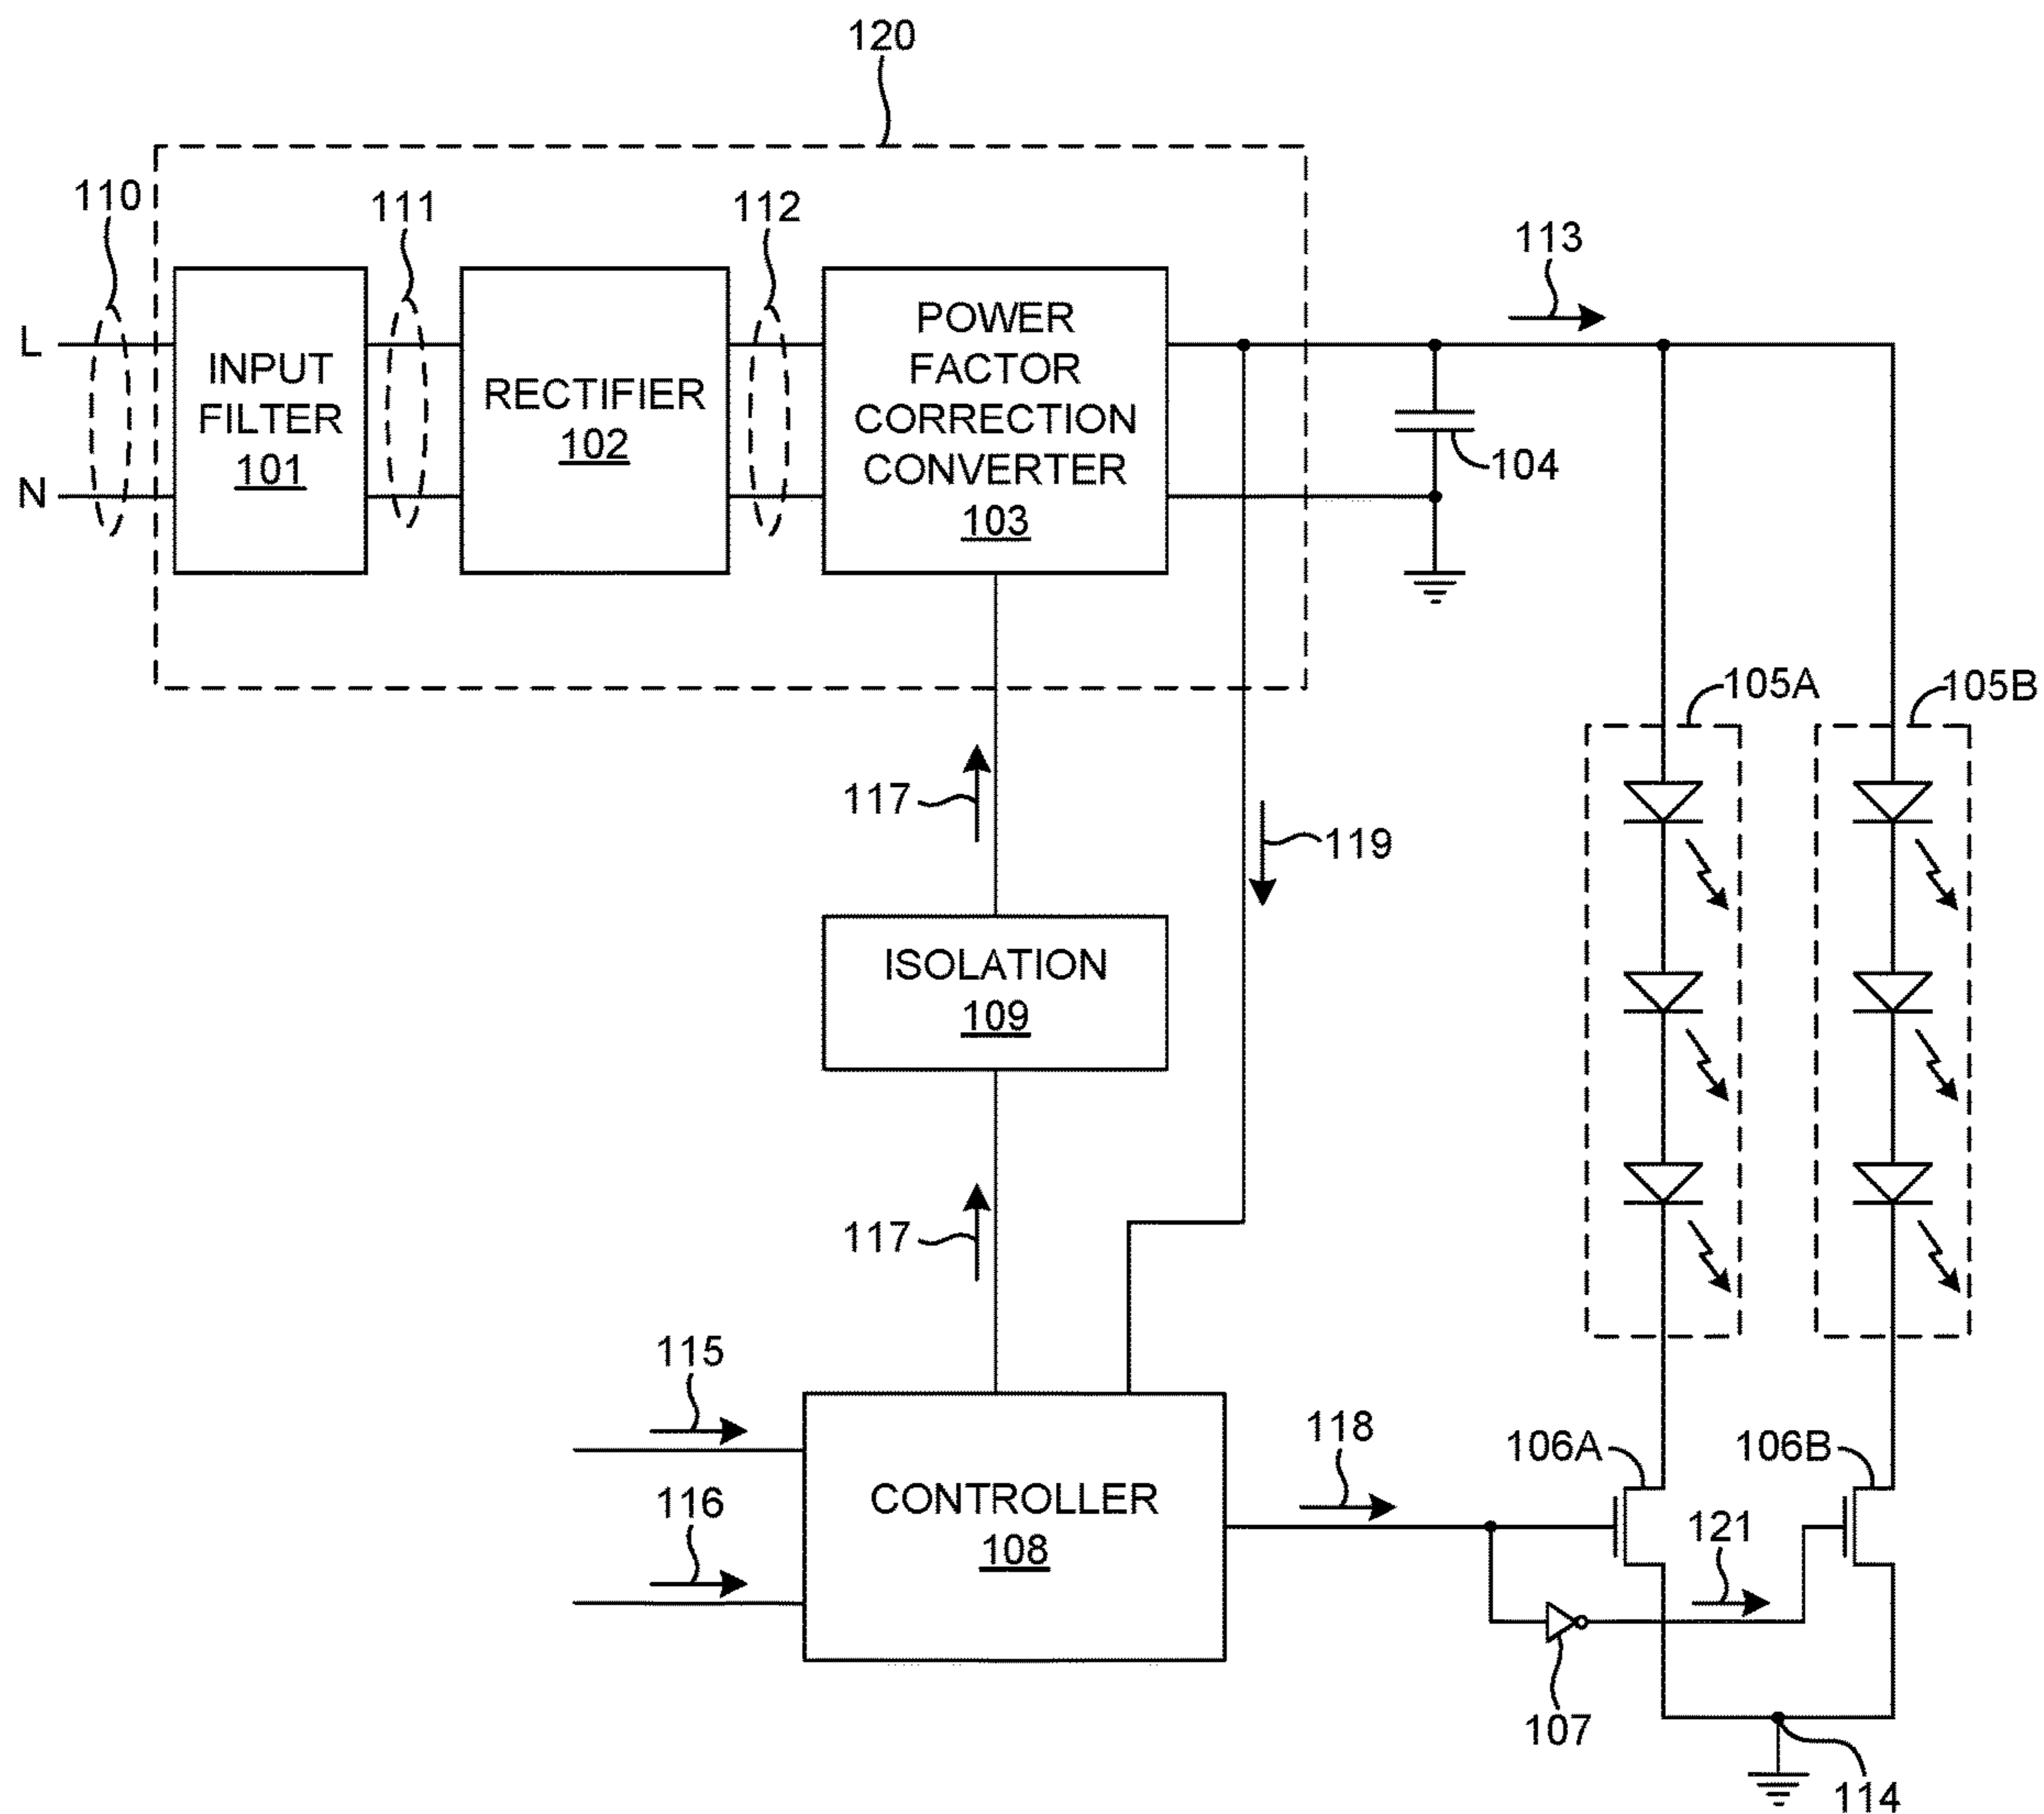 120
110
111
112
113
L
N
INPUT
FILTER
101
RECTIFIER
102
POWER
FACTOR
CORRECTION
CONVERTER
103
104
105A
105B
117
119
ISOLATION
109
117
115
116
CONTROLLER
108
118
106A
106B
121
107
114